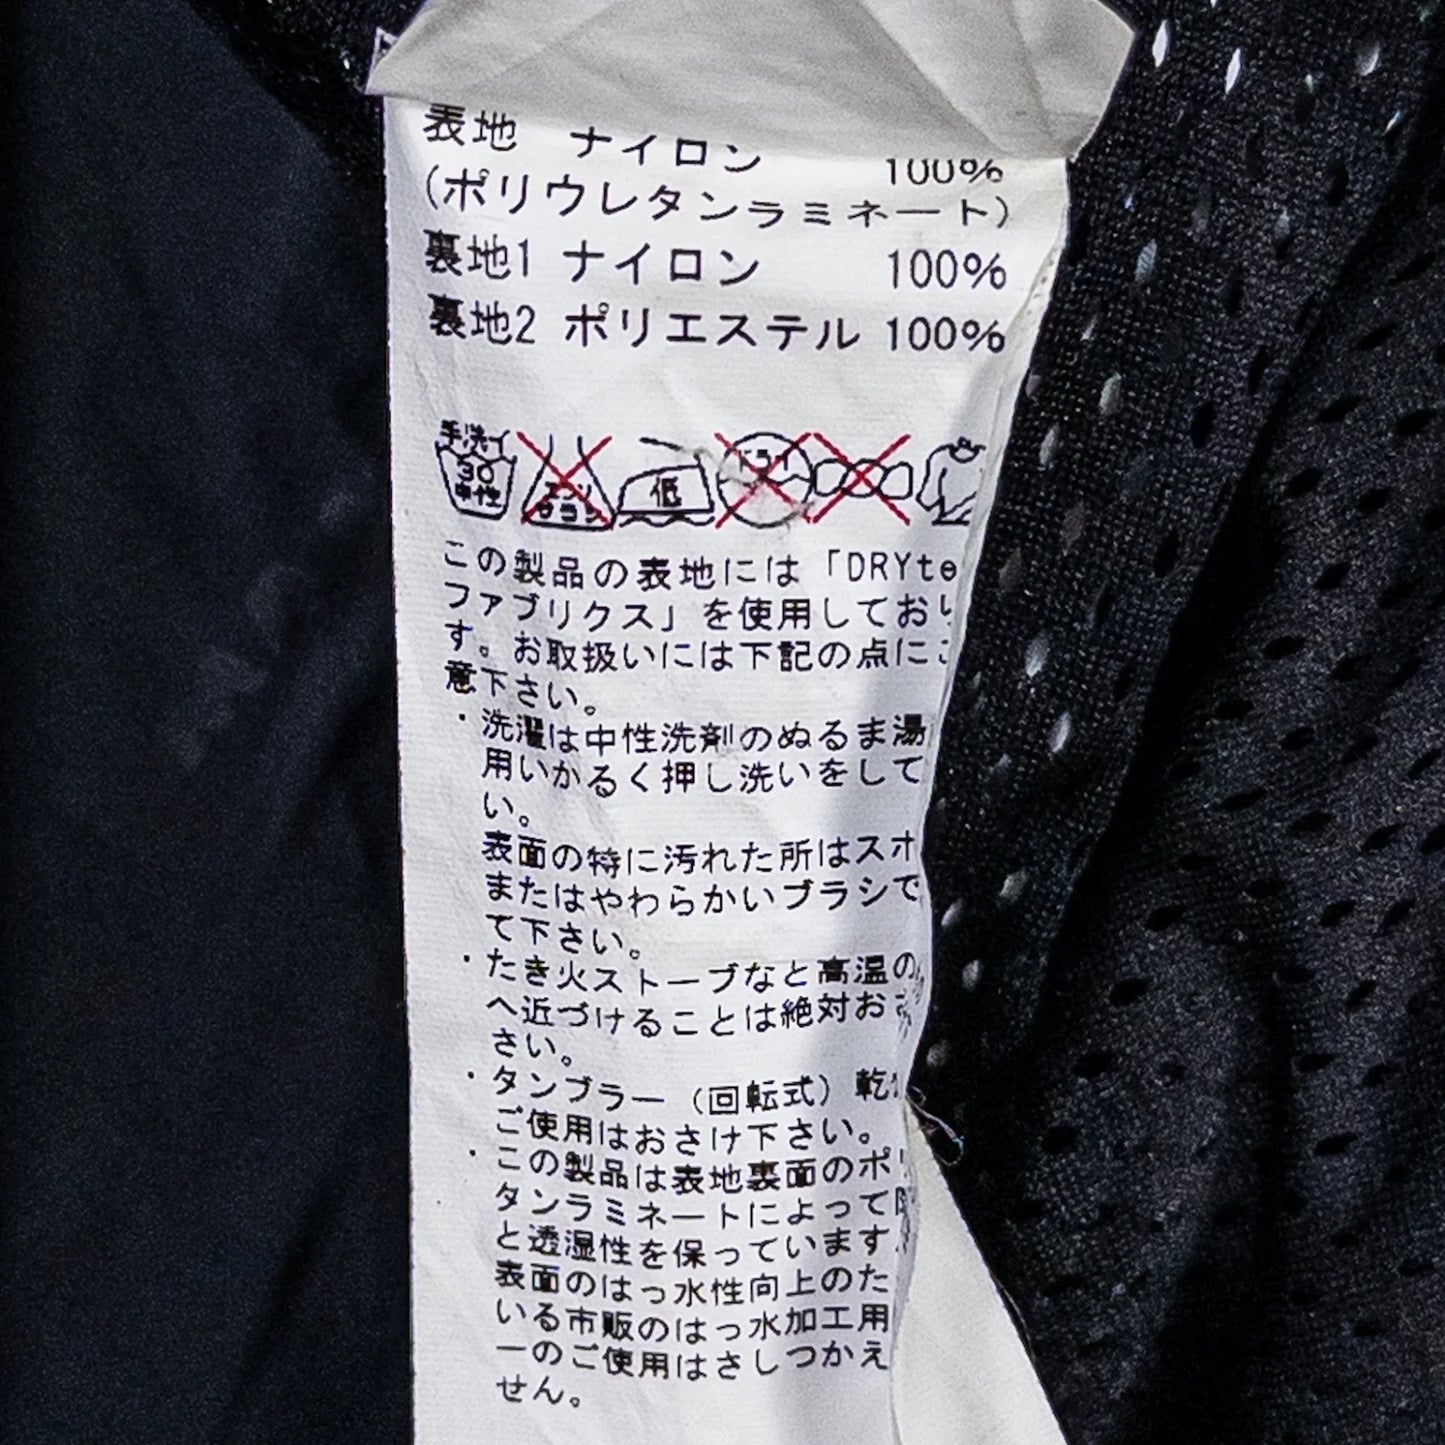 表地 ナイロン 100%
(ポリウレタンラミネート)
裏地1 ナイロン 100%
裏地2 ポリエステル 100%
手洗イ
30
中性
エンソ
サラシ
低
ドライ
この製品の表地には「DRYte
ファブリクス」を使用しており
す。お取扱いには下記の点にご
意下さい。
・洗濯は中性洗剤のぬるま湯
用いかるく押し洗いをして
い。
表面の特に汚れた所はスポ
またはやわらかいブラシで
て下さい。
・たき火ストーブなど高温の
へ近づけることは絶対おさ
さい。
・タンブラー(回転式)乾
ご使用はおさけ下さい。
・この製品は表地裏面のポリ
タンラミネートによって防
と透湿性を保っています。
表面のはっ水性向上のた
いる市販のはっ水加工用
ーのご使用はさしつかえ
せん。